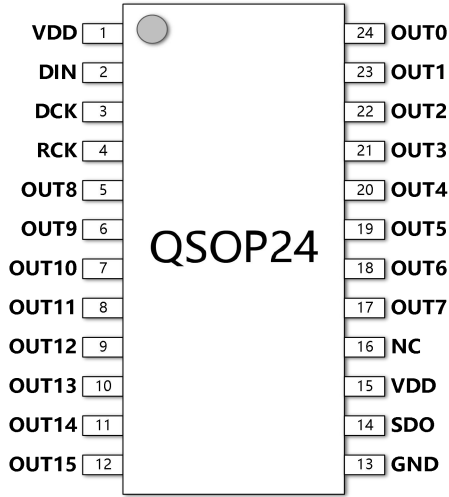 VDD 1 24 OUT0
DIN 2 23 OUT1
DCK 3 22 OUT2
RCK 4 21 OUT3
OUT8 5 20 OUT4
OUT9 6 19 OUT5
QSOP24
OUT10 7 18 OUT6
OUT11 8 17 OUT7
OUT12 9 16 NC
OUT13 10 15 VDD
OUT14 11 14 SDO
OUT15 12 13 GND